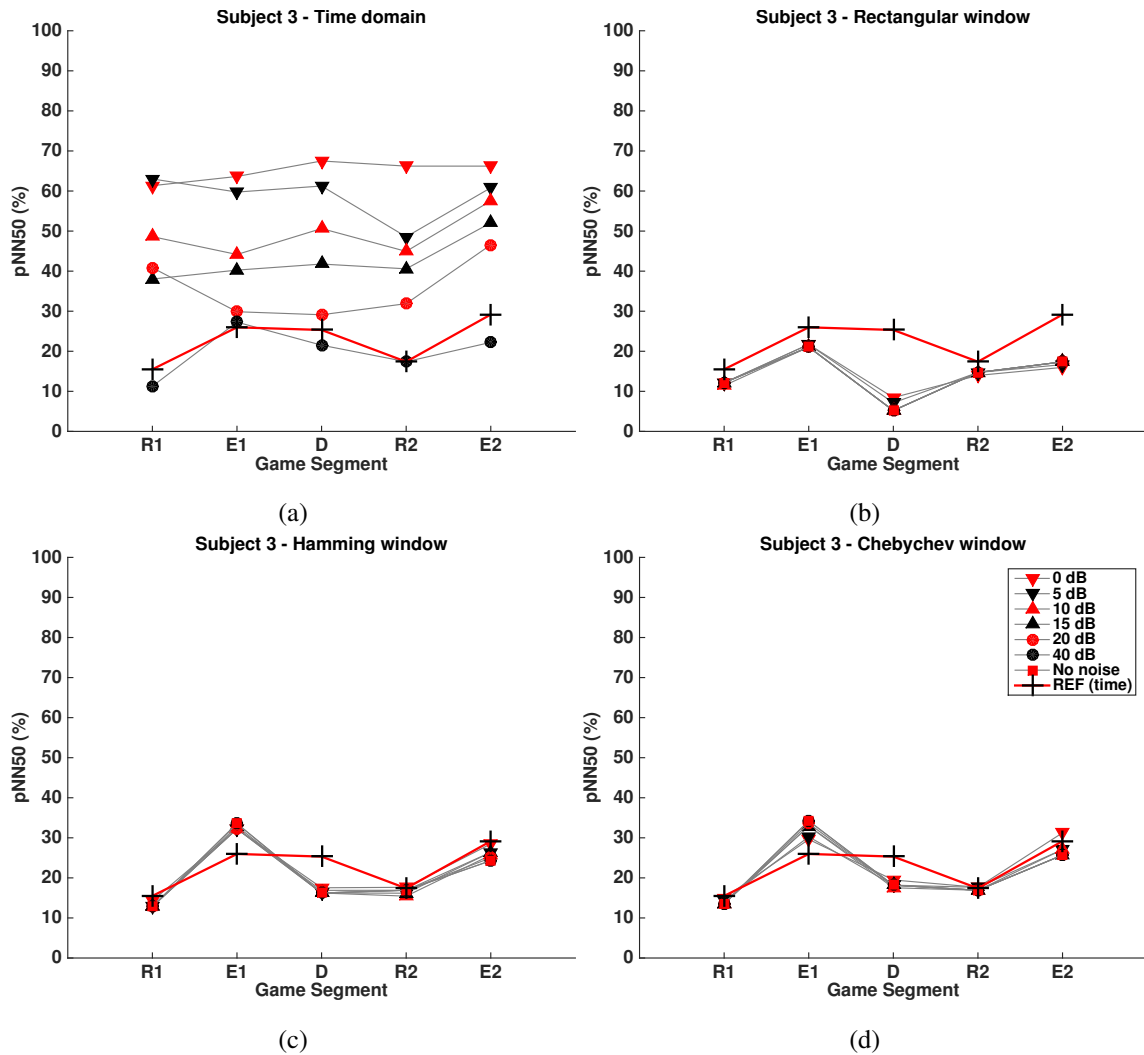 Subject 3 - Time domain
100
90
80
70
60
50
40
30
20
10
0
pNN50 (%)
R1 E1 D R2 E2
Game Segment
(a)
Subject 3 - Rectangular window
100
90
80
70
60
50
40
30
20
10
0
pNN50 (%)
R1 E1 D R2 E2
Game Segment
(b)
Subject 3 - Hamming window
100
90
80
70
60
50
40
30
20
10
0
pNN50 (%)
R1 E1 D R2 E2
Game Segment
(c)
Subject 3 - Chebychev window
100
90
80
70
60
50
40
30
20
10
0
pNN50 (%)
0 dB
5 dB
10 dB
15 dB
20 dB
40 dB
No noise
REF (time)
R1 E1 D R2 E2
Game Segment
(d)